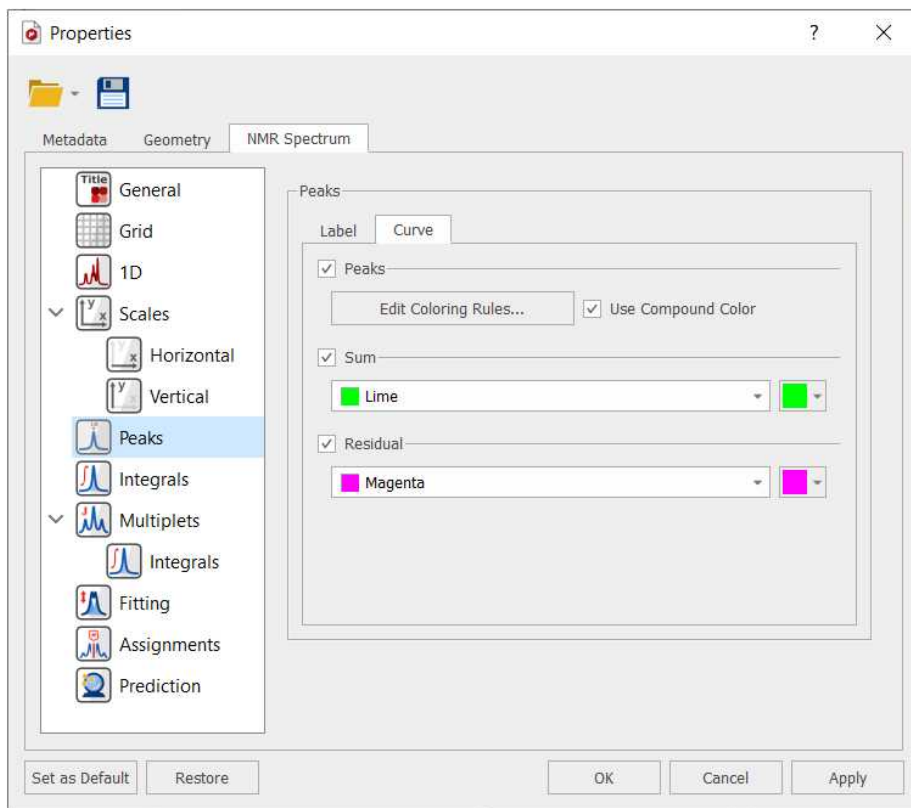 Properties
?
Metadata Geometry NMR Spectrum
Title
General
Grid
1D
Scales
Horizontal
Vertical
Peaks
Integrals
Multiplets
Integrals
Fitting
Assignments
Prediction
Peaks
Label Curve
Peaks
Edit Coloring Rules... Use Compound Color
Sum
Lime
Residual
Magenta
Set as Default Restore OK Cancel Apply